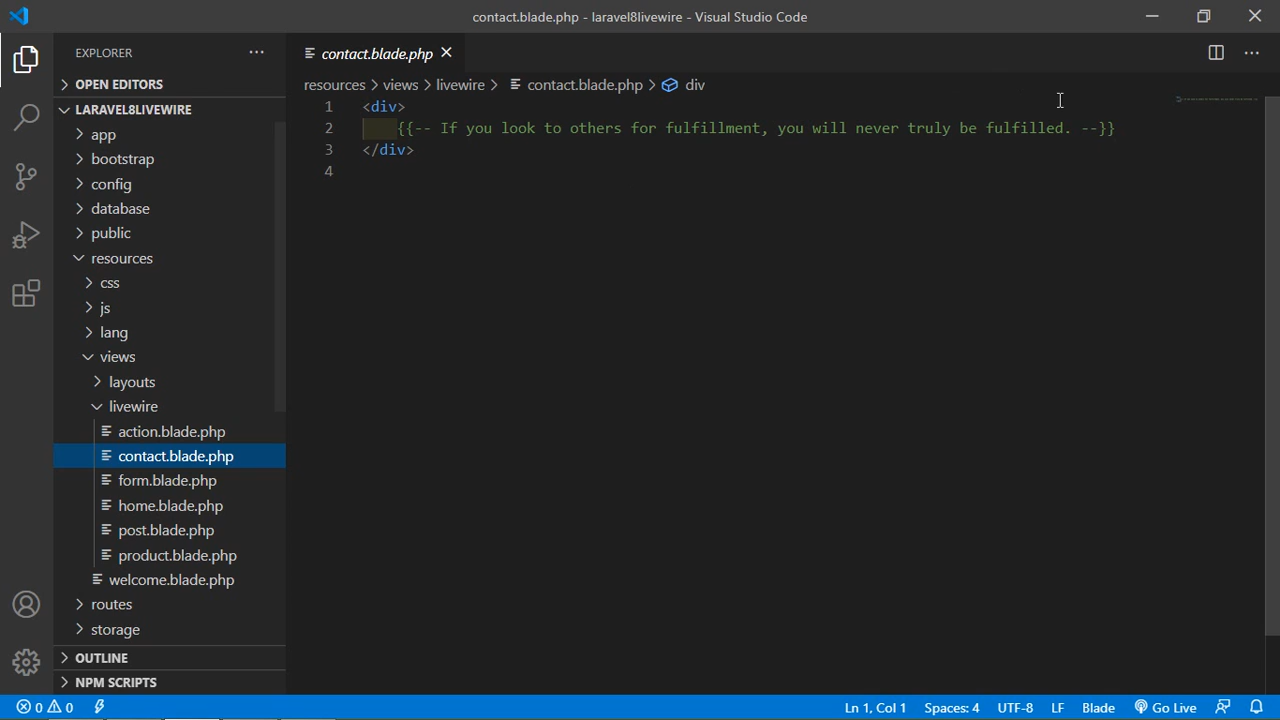 contact.blade.php - laravel8livewire - Visual Studio Code
EXPLORER
OPEN EDITORS
LARAVEL8LIVEWIRE
app
bootstrap
config
database
public
resources
css
js
lang
views
layouts
livewire
action.blade.php
contact.blade.php
form.blade.php
home.blade.php
post.blade.php
product.blade.php
welcome.blade.php
routes
storage
OUTLINE
NPM SCRIPTS
contact.blade.php
resources > views > livewire > contact.blade.php > div
1 <div>
2 {{-- If you look to others for fulfillment, you will never truly be fulfilled. --}}
3 </div>
4
0 0
Ln 1, Col 1 Spaces: 4 UTF-8 LF Blade Go Live